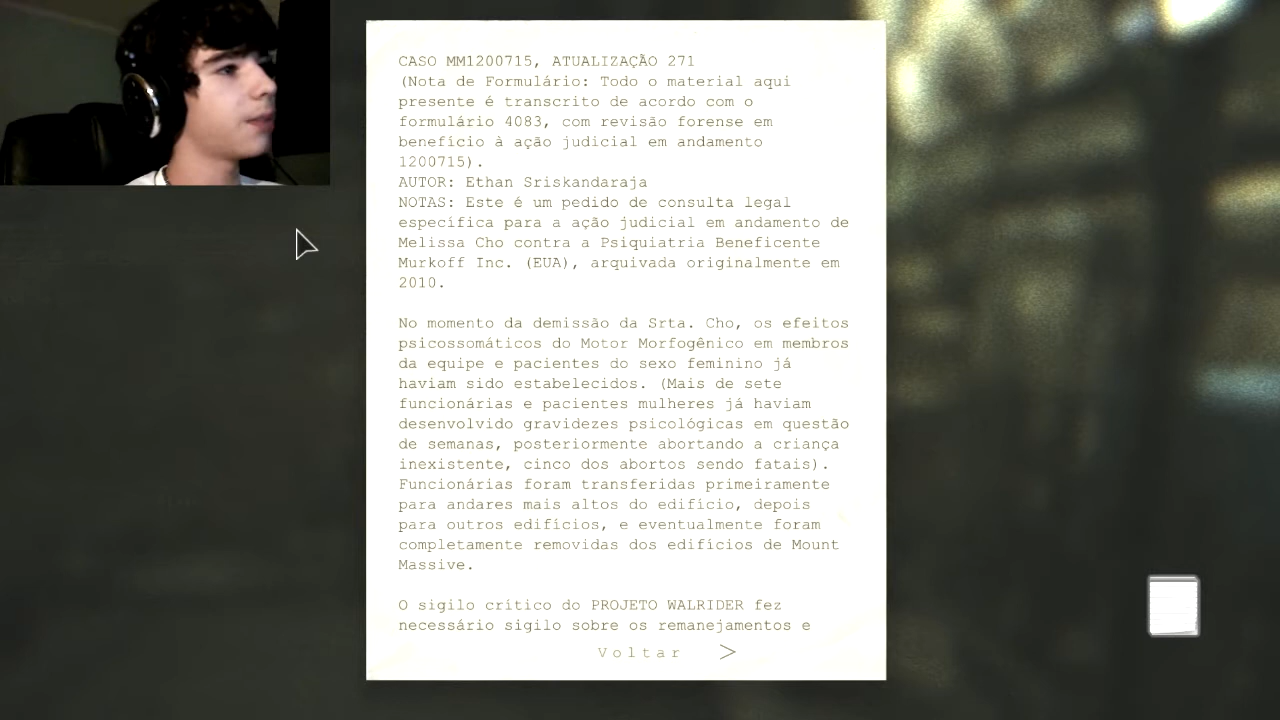 CASO MM1200715, ATUALIZAÇÃO 271
(Nota de Formulário: Todo o material aqui
presente é transcrito de acordo com o
formulário 4083, com revisão forense em
benefício à ação judicial em andamento
1200715).
AUTOR: Ethan Sriskandaraja
NOTAS: Este é um pedido de consulta legal
específica para a ação judicial em andamento de
Melissa Cho contra a Psiquiatria Beneficente
Murkoff Inc. (EUA), arquivada originalmente em
2010.
No momento da demissão da Srta. Cho, os efeitos
psicossomáticos do Motor Morfogênico em membros
da equipe e pacientes do sexo feminino já
haviam sido estabelecidos. (Mais de sete
funcionárias e pacientes mulheres já haviam
desenvolvido gravidezes psicológicas em questão
de semanas, posteriormente abortando a criança
inexistente, cinco dos abortos sendo fatais).
Funcionárias foram transferidas primeiramente
para andares mais altos do edifício, depois
para outros edifícios, e eventualmente foram
completamente removidas dos edifícios de Mount
Massive.
O sigilo crítico do PROJETO WALRIDER fez
necessário sigilo sobre os remanejamentos e
Voltar >